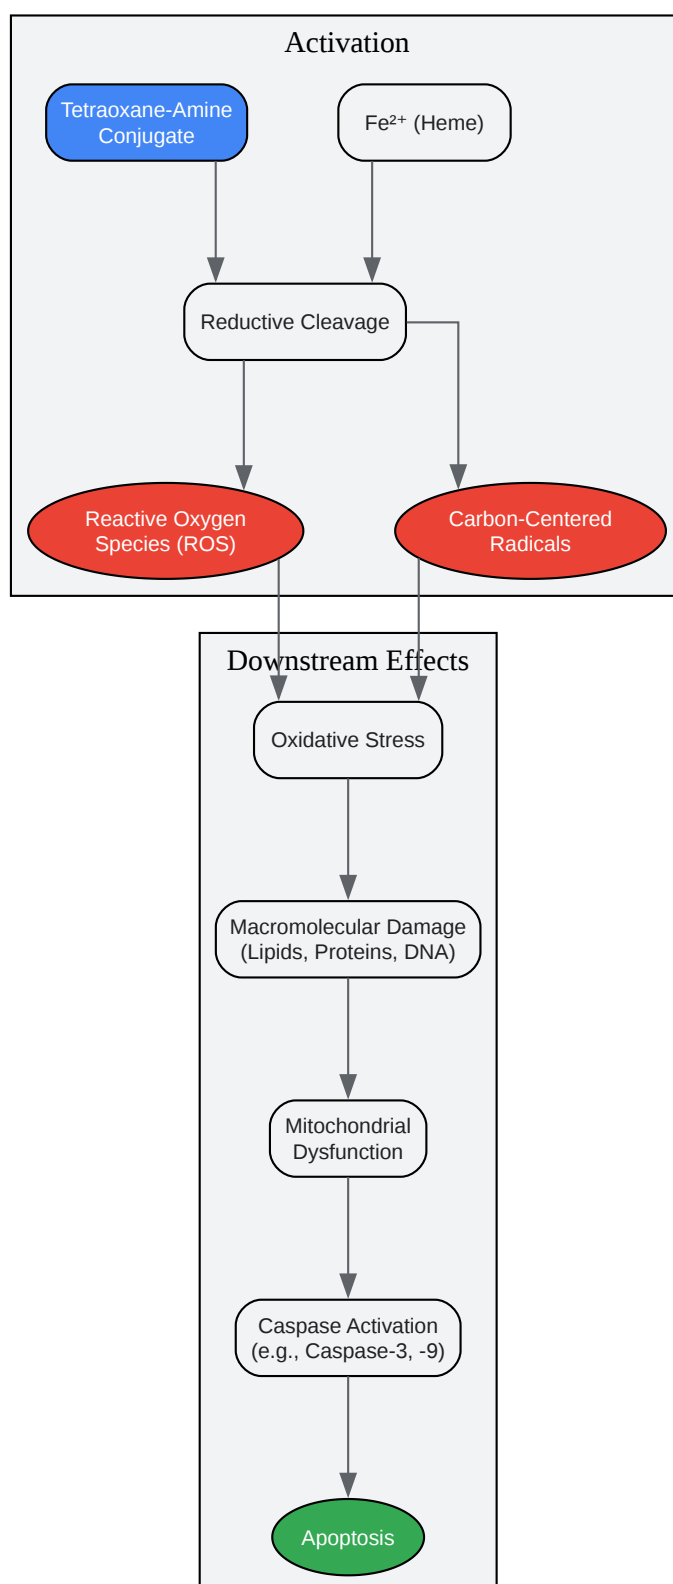 Activation
Tetraoxane-Amine
Conjugate
Fe²⁺ (Heme)
Reductive Cleavage
Reactive Oxygen
Species (ROS)
Carbon-Centered
Radicals
Downstream Effects
Oxidative Stress
Macromolecular Damage
(Lipids, Proteins, DNA)
Mitochondrial
Dysfunction
Caspase Activation
(e.g., Caspase-3, -9)
Apoptosis